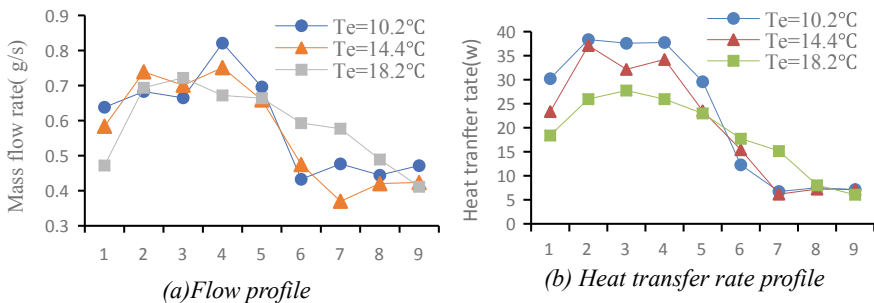 Mass flow rate( g/s)
0.9
0.8
0.7
0.6
0.5
0.4
0.3
Te=10.2℃
Te=14.4℃
Te=18.2℃
1 2 3 4 5 6 7 8 9
(a)Flow profile
Heat tranfter tate(w)
40
35
30
25
20
15
10
5
0
Te=10.2℃
Te=14.4℃
Te=18.2℃
1 2 3 4 5 6 7 8 9
(b) Heat transfer rate profile